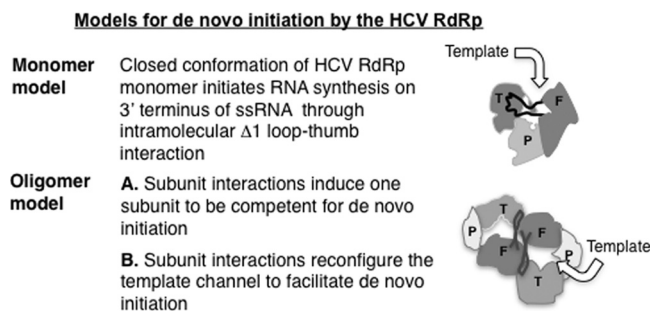 Models for de novo initiation by the HCV RdRp
Monomer model
Closed conformation of HCV RdRp
monomer initiates RNA synthesis on
3' terminus of ssRNA through
intramolecular Δ1 loop-thumb
interaction
Template
T
F
P
Oligomer model
A. Subunit interactions induce one
subunit to be competent for de novo
initiation
B. Subunit interactions reconfigure the
template channel to facilitate de novo
initiation
T
P
F
F
P
Template
T